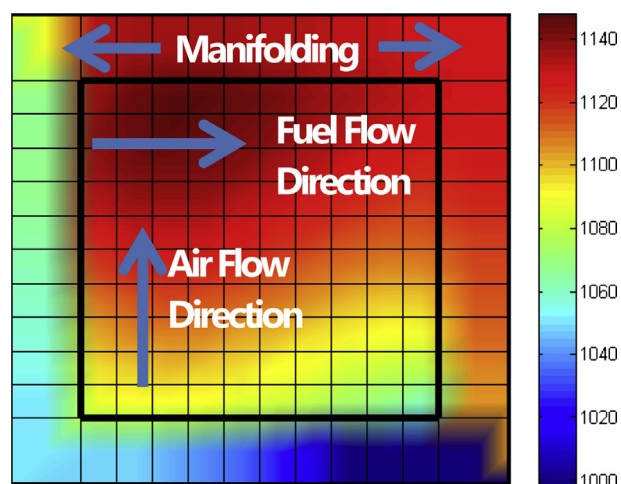 Manifolding
Fuel Flow
Direction
Air Flow
Direction
1140
1120
1100
1080
1060
1040
1020
1000